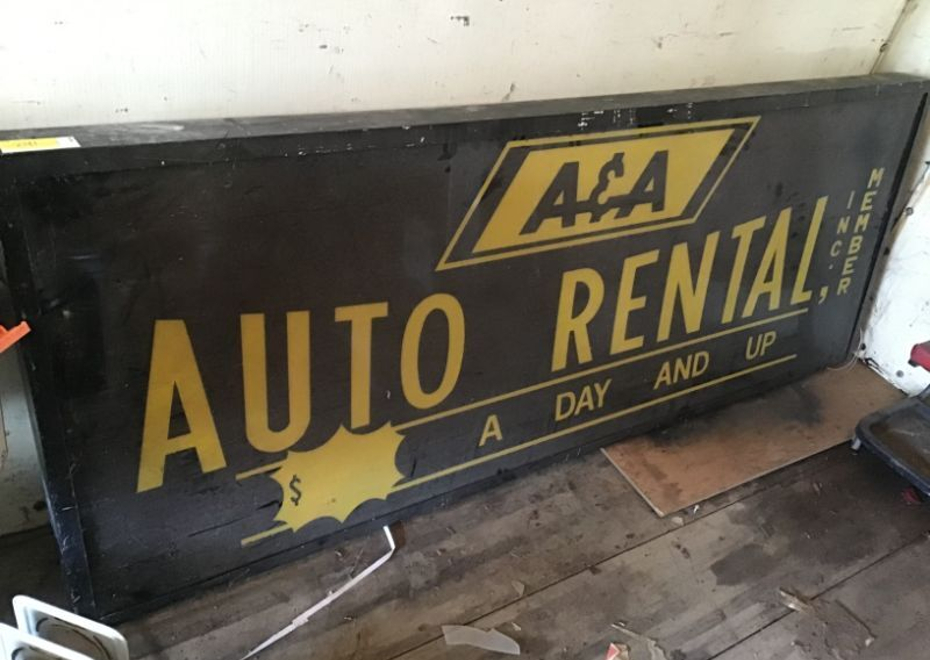 A&A
AUTO RENTAL,
INC.
MEMBER
$ A DAY AND UP